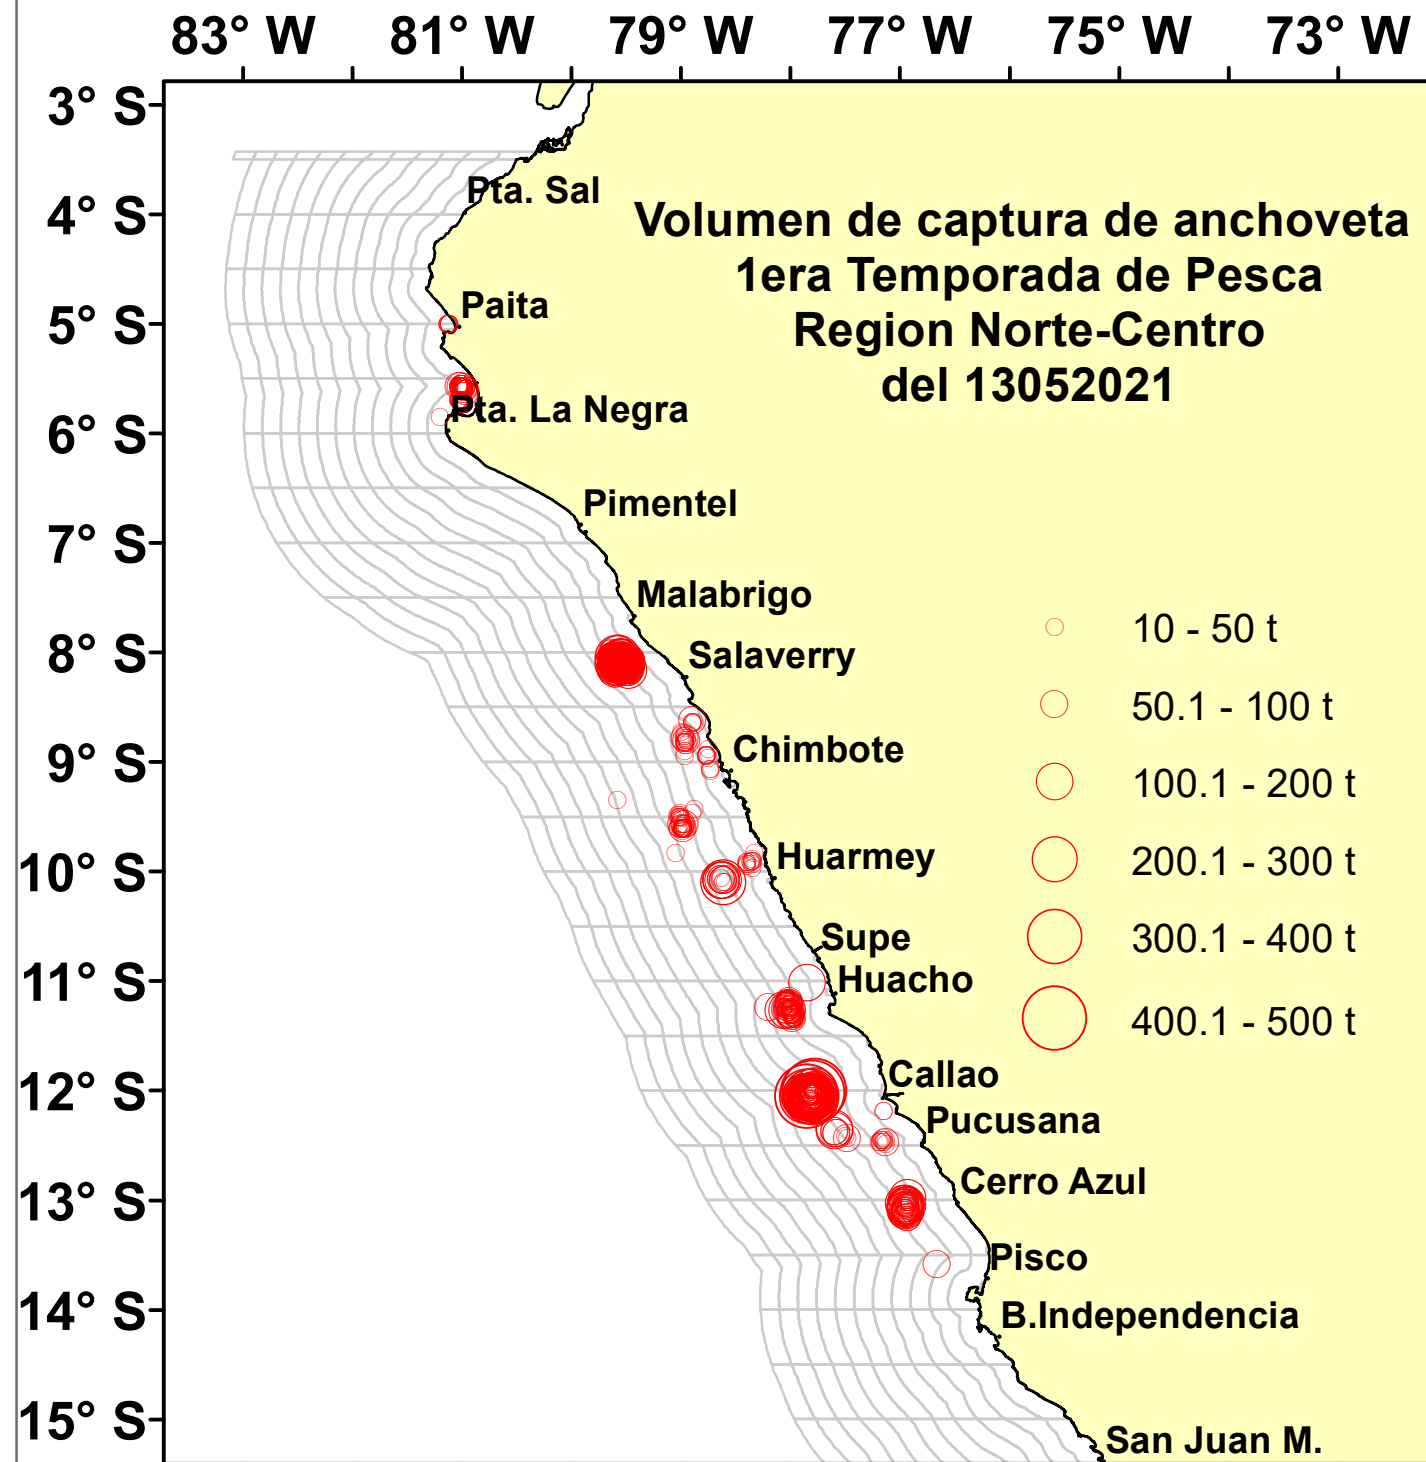 83° W 81° W 79° W 77° W 75° W 73° W
3° S
4° S
5° S
6° S
7° S
8° S
9° S
10° S
11° S
12° S
13° S
14° S
15° S
Volumen de captura de anchoveta
1era Temporada de Pesca
Region Norte-Centro
del 13052021
Pta. Sal
Paita
Pta. La Negra
Pimentel
Malabrigo
Salaverry
Chimbote
Huarmey
Supe
Huacho
Callao
Pucusana
Cerro Azul
Pisco
B.Independencia
San Juan M.
10 - 50 t
50.1 - 100 t
100.1 - 200 t
200.1 - 300 t
300.1 - 400 t
400.1 - 500 t